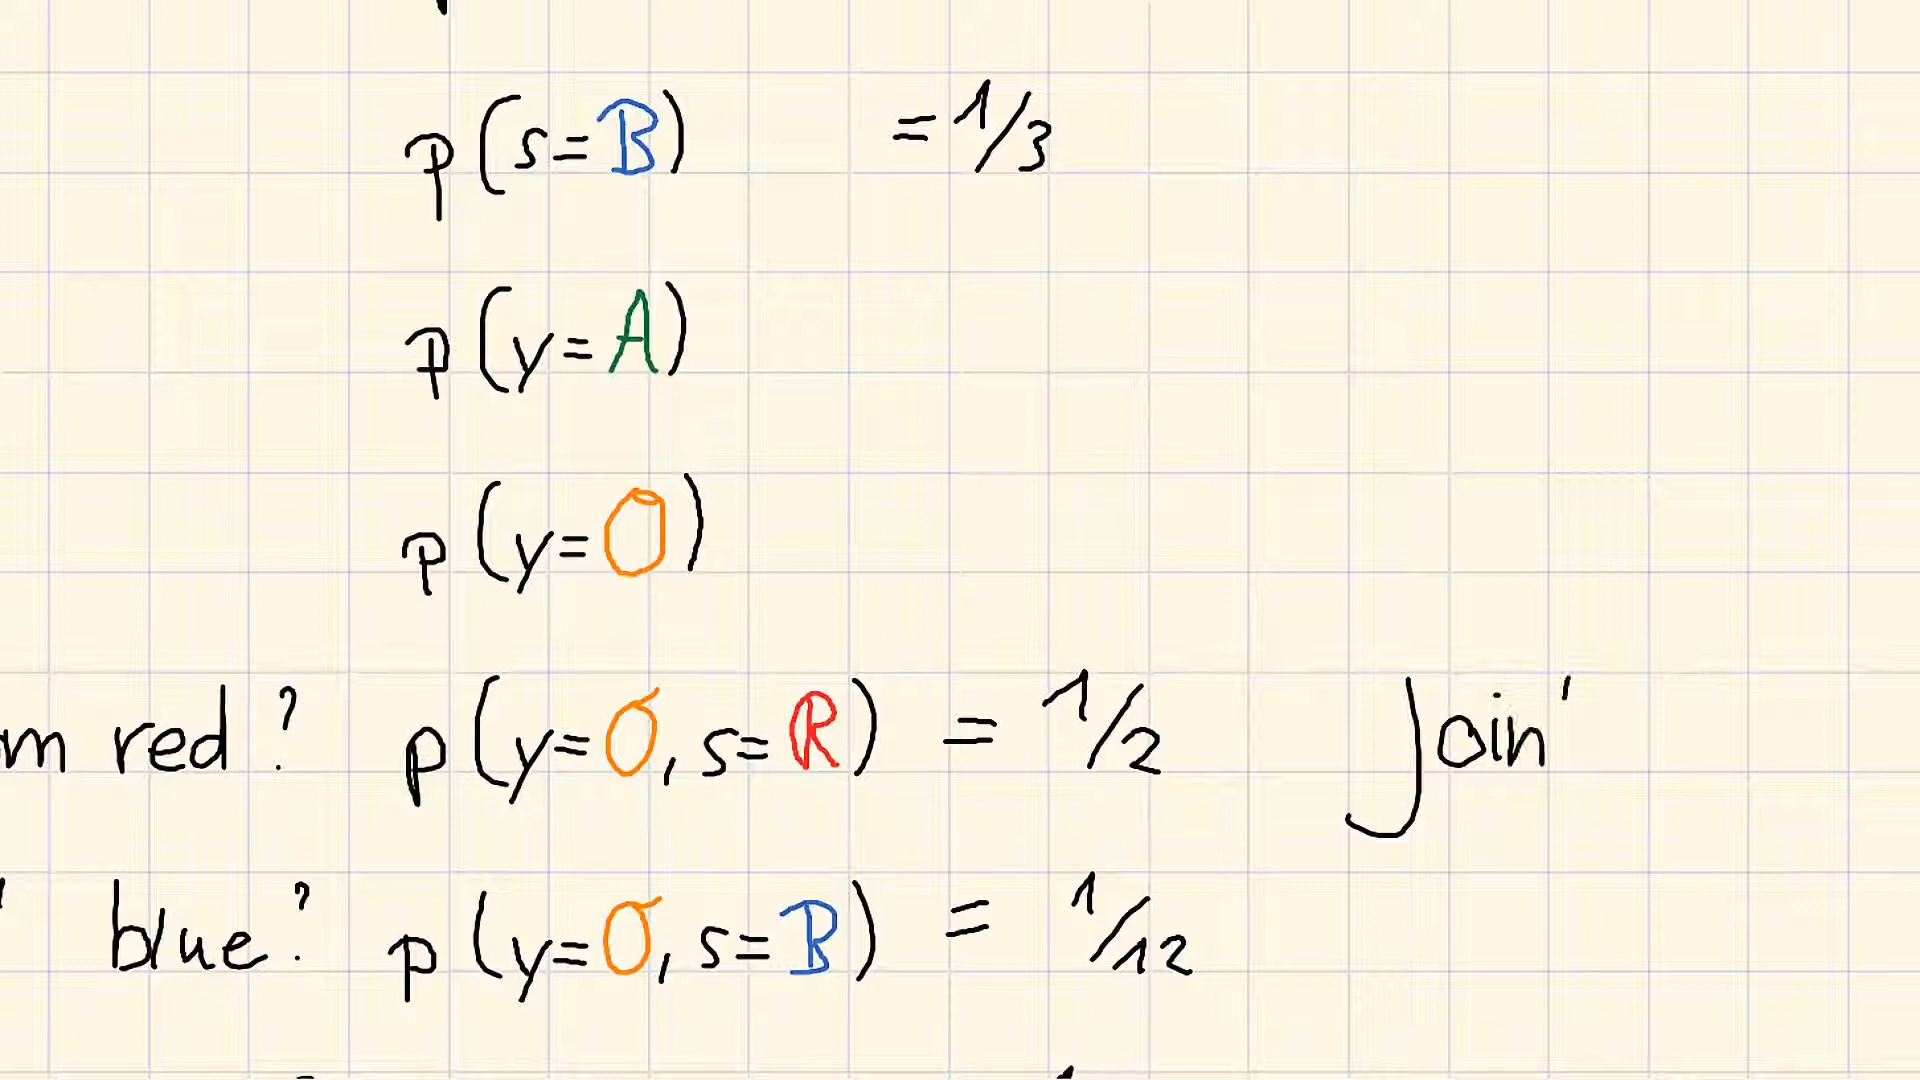 p(s=B) = 1/3
p(y=A)
p(y=O)
m red? p(y=O, s=R) = 1/2 Join
blue? p(y=O, s=B) = 1/12